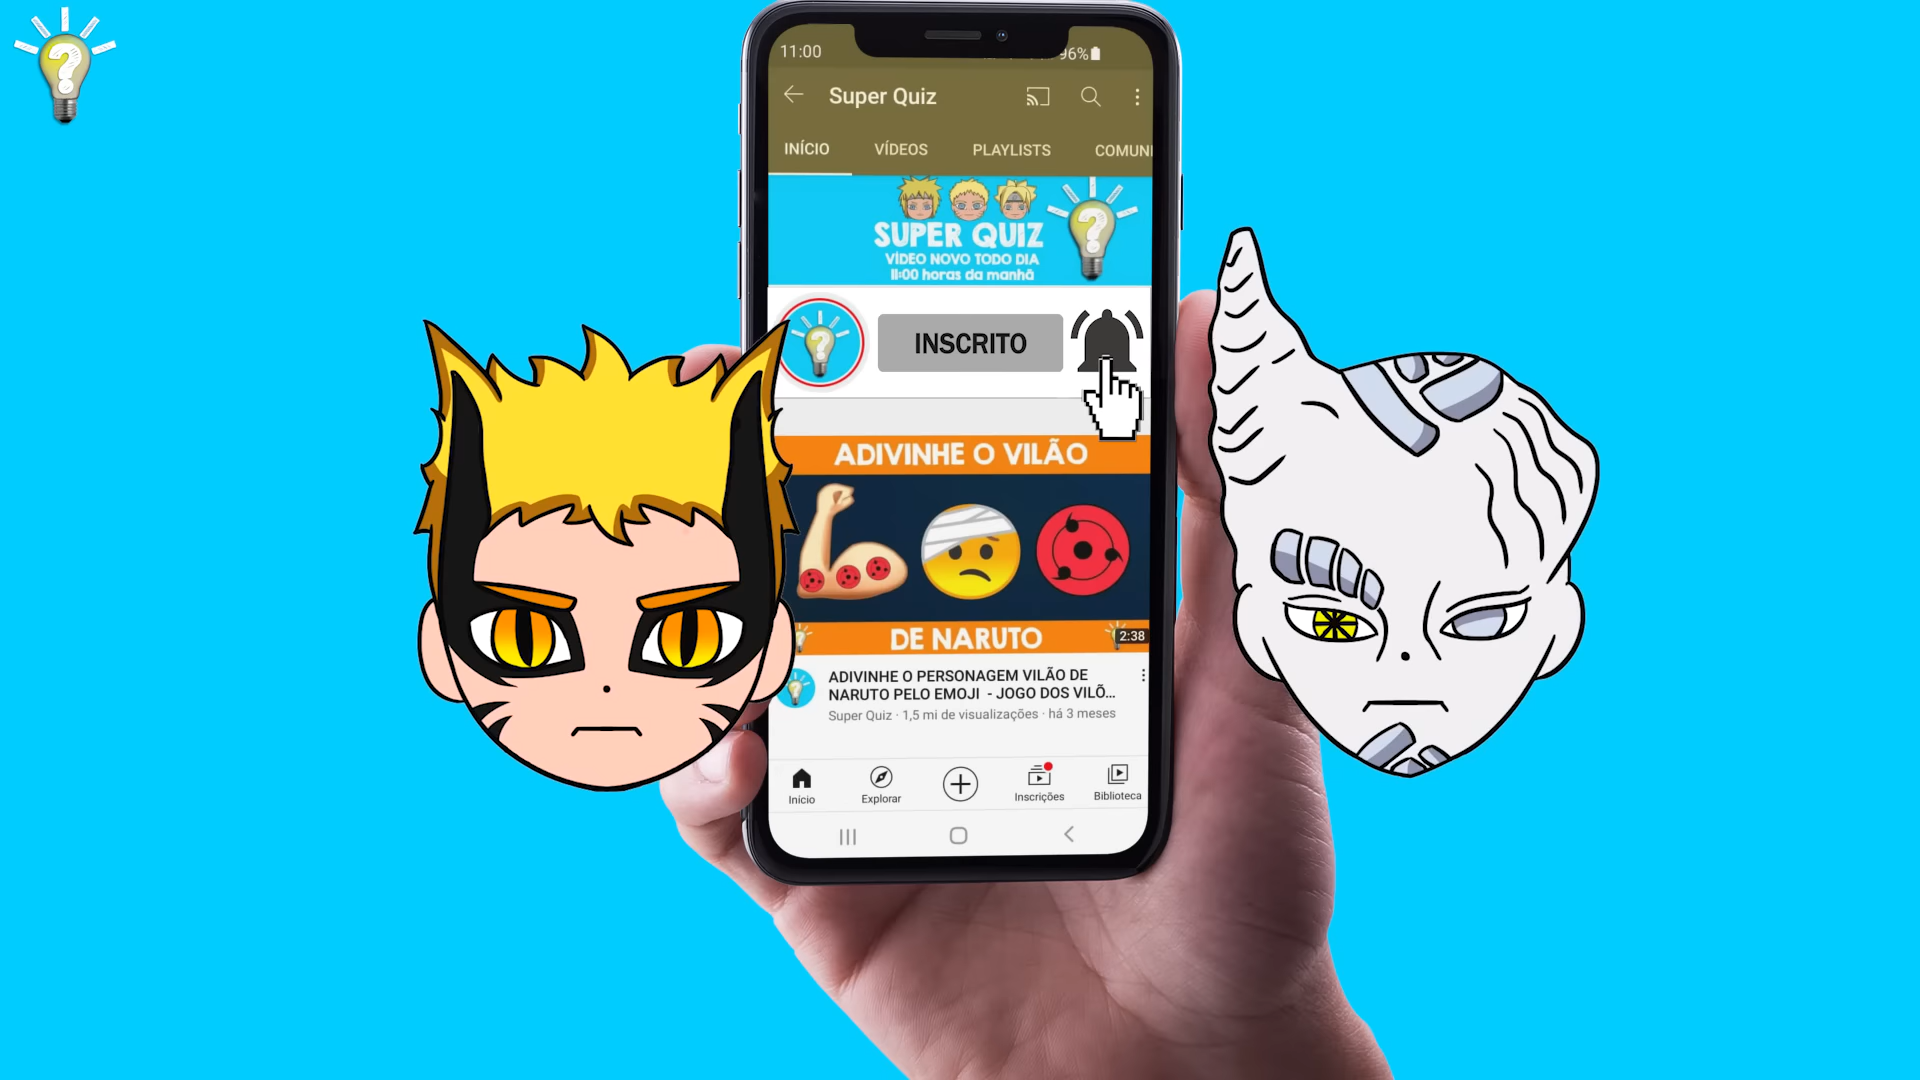 11:00
96%
Super Quiz
INÍCIO VÍDEOS PLAYLISTS COMUNI
SUPER QUIZ
VÍDEO NOVO TODO DIA
11:00 horas da manhã
INSCRITO
ADIVINHE O VILÃO
DE NARUTO
2:38
ADIVINHE O PERSONAGEM VILÃO DE
NARUTO PELO EMOJI - JOGO DOS VILÕ...
Super Quiz · 1,5 mi de visualizações · há 3 meses
Início Explorar Inscrições Biblioteca